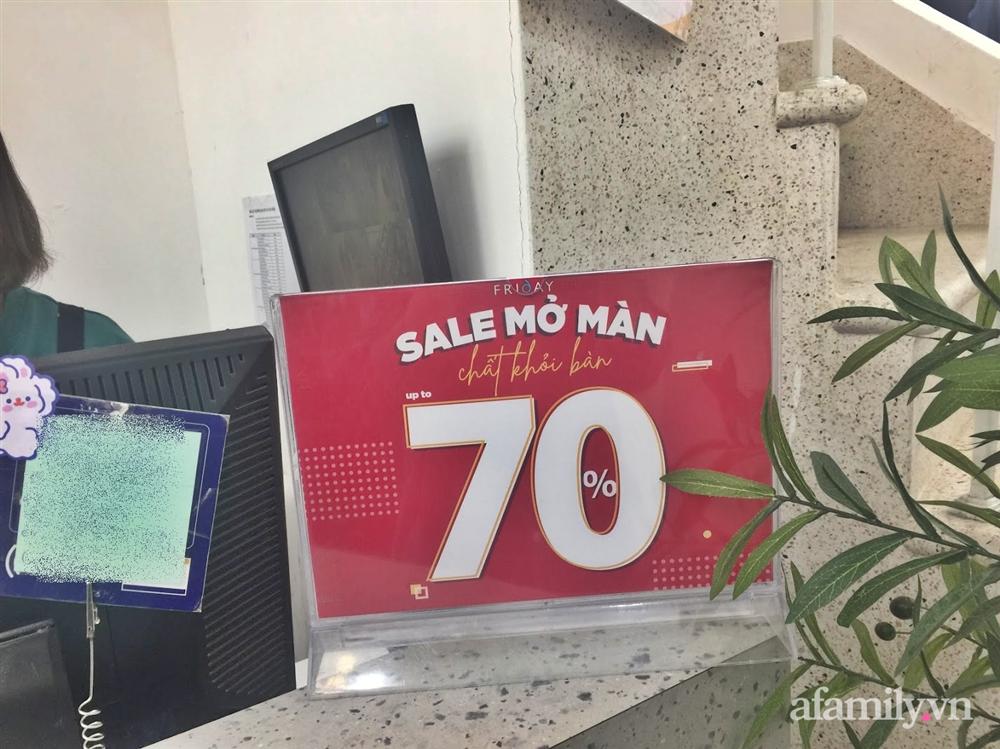 FRIDAY
SALE MỞ MÀN
chất khỏi bàn
up to
70%
afamily.vn